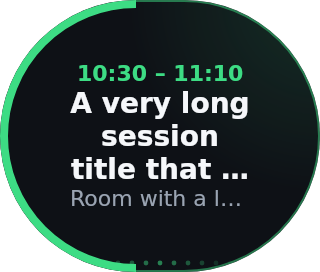 10:30 – 11:10
A very long
session
title that …
Room with a l…